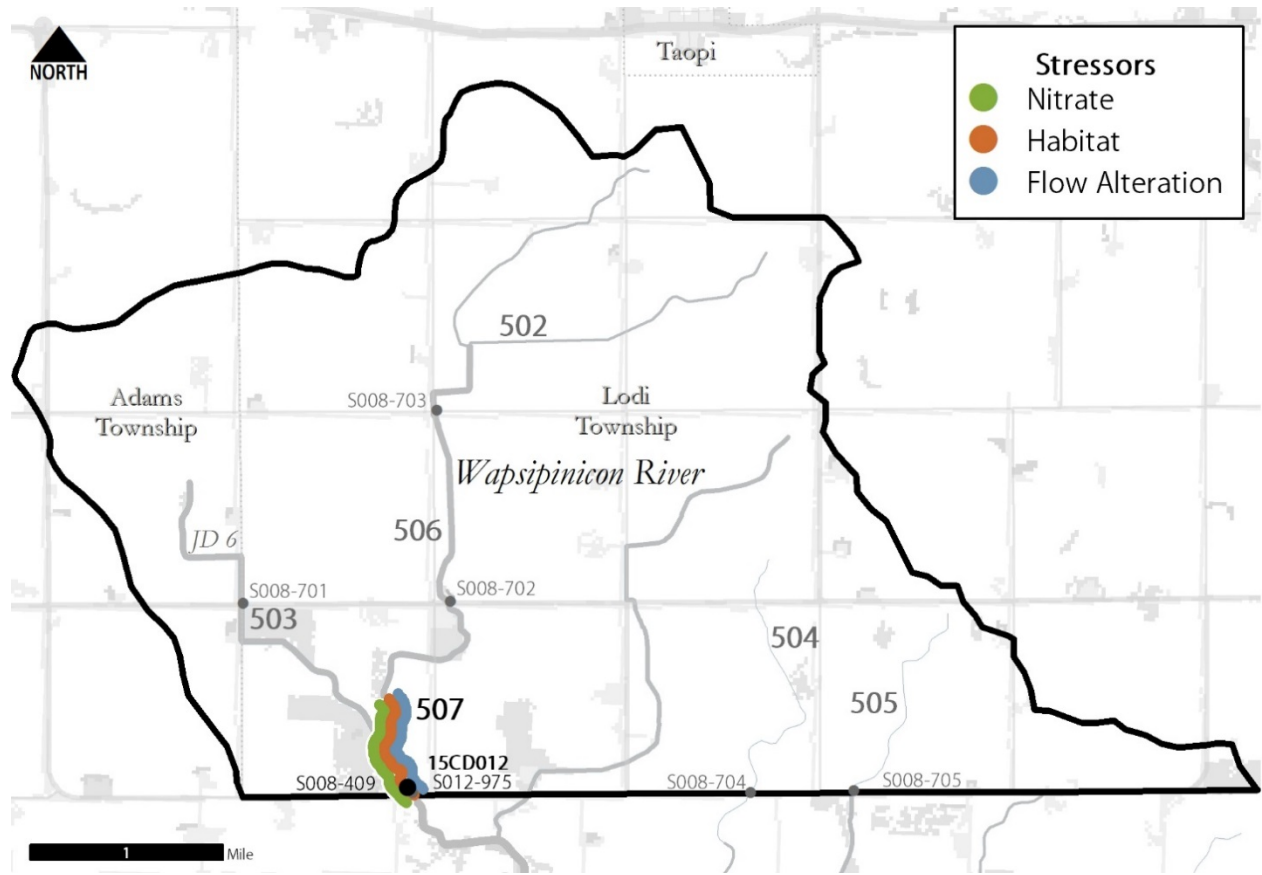 NORTH
Taopi
Stressors
Nitrate
Habitat
Flow Alteration
502
Adams
Township
S008-703
Lodi
Township
Wapsipinicon River
506
JD 6
S008-701
503
S008-702
504
505
507
15CD012
S008-409
S012-975
S008-704
S008-705
1
Mile